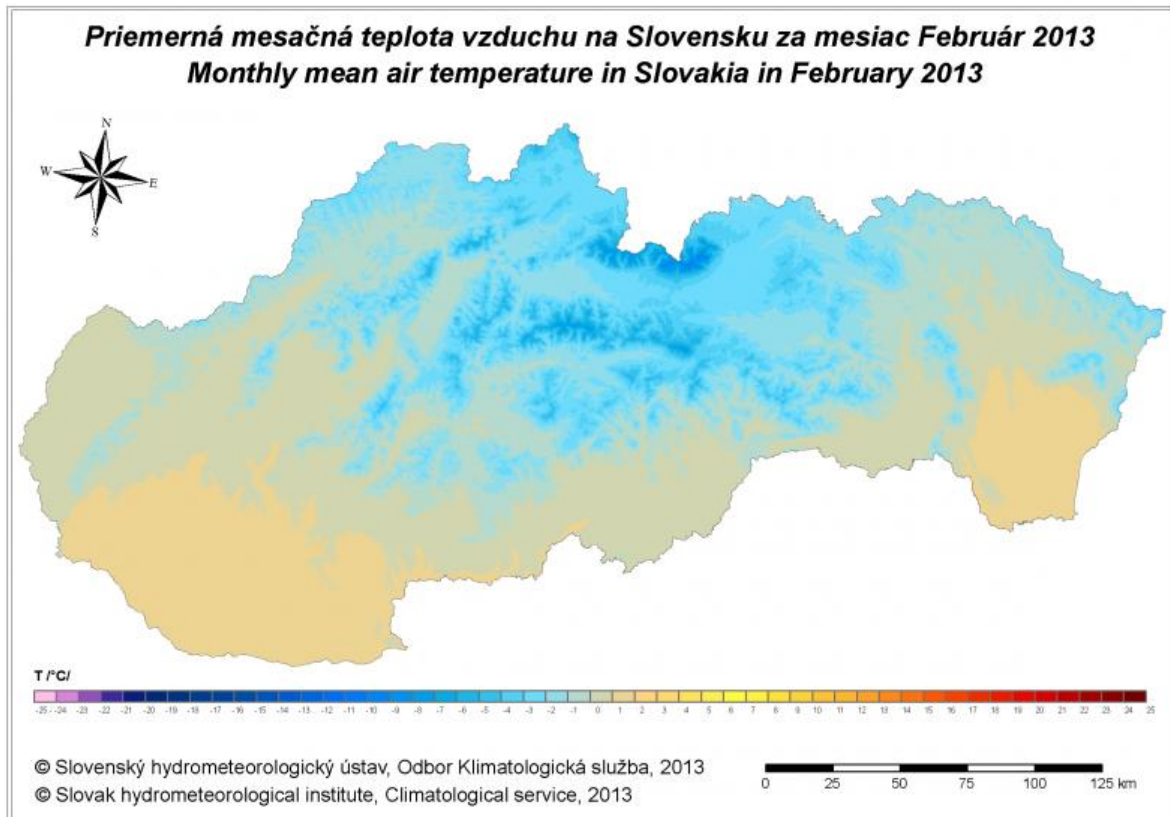 Priemerná mesačná teplota vzduchu na Slovensku za mesiac Február 2013
Monthly mean air temperature in Slovakia in February 2013
N
W
E
S
T /°C/
-25 -24 -23 -22 -21 -20 -19 -18 -17 -16 -15 -14 -13 -12 -11 -10 -9 -8 -7 -6 -5 -4 -3 -2 -1 0 1 2 3 4 5 6 7 8 9 10 11 12 13 14 15 16 17 18 19 20 21 22 23 24 25
© Slovenský hydrometeorologický ústav, Odbor Klimatologická služba, 2013
© Slovak hydrometeorological institute, Climatological service, 2013
0 25 50 75 100 125 km